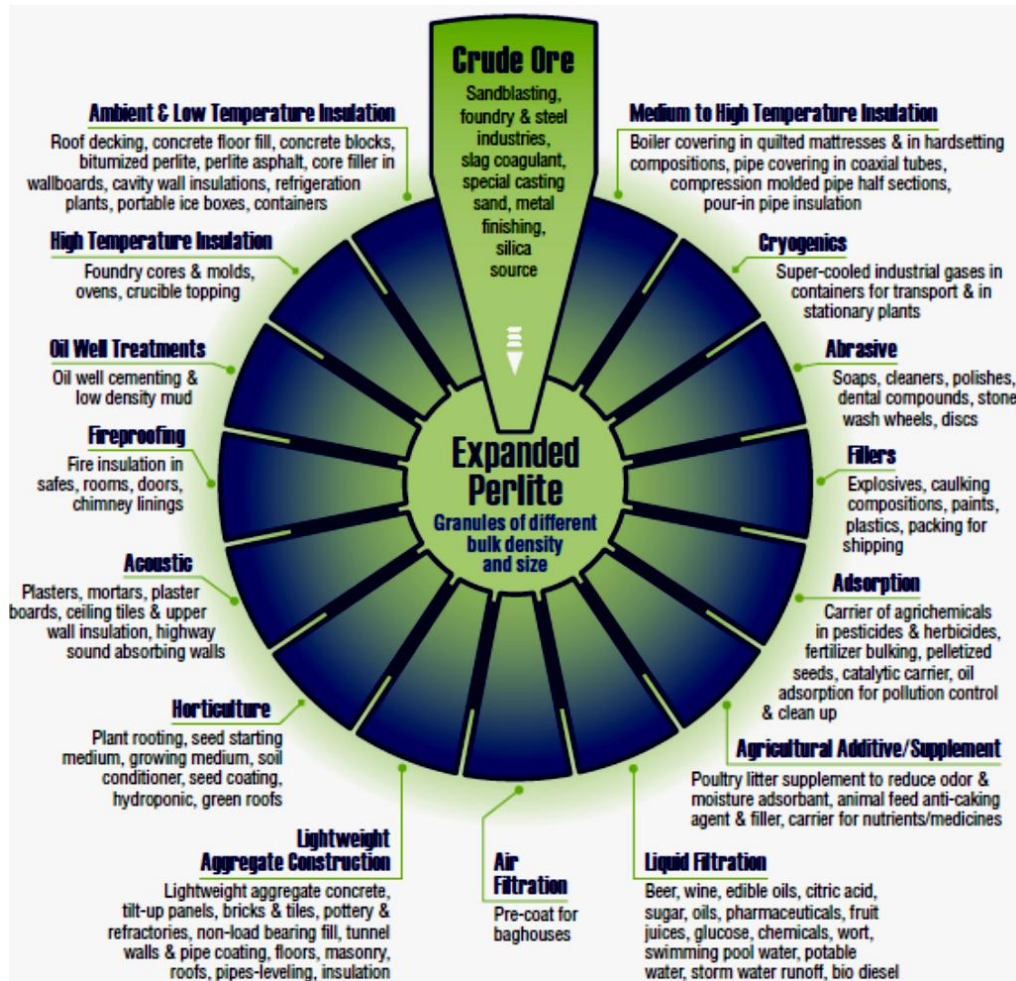 Crude Ore
Sandblasting,
foundry & steel
industries,
slag coagulant,
special casting
sand, metal
finishing,
silica
source
Expanded
Perlite
Granules of different
bulk density
and size
Medium to High Temperature Insulation
Boiler covering in quilted mattresses & in hardsetting
compositions, pipe covering in coaxial tubes,
compression molded pipe half sections,
pour-in pipe insulation
Cryogenics
Super-cooled industrial gases in
containers for transport & in
stationary plants
Abrasive
Soaps, cleaners, polishes,
dental compounds, stone
wash wheels, discs
Fillers
Explosives, caulking
compositions, paints,
plastics, packing for
shipping
Adsorption
Carrier of agrichemicals
in pesticides & herbicides,
fertilizer bulking, pelletized
seeds, catalytic carrier, oil
adsorption for pollution control
& clean up
Agricultural Additive/Supplement
Poultry litter supplement to reduce odor &
moisture adsorbant, animal feed anti-caking
agent & filler, carrier for nutrients/medicines
Liquid Filtration
Beer, wine, edible oils, citric acid,
sugar, oils, pharmaceuticals, fruit
juices, glucose, chemicals, wort,
swimming pool water, potable
water, storm water runoff, bio diesel
Air
Filtration
Pre-coat for
baghouses
Lightweight
Aggregate Construction
Lightweight aggregate concrete,
tilt-up panels, bricks & tiles, pottery &
refractories, non-load bearing fill, tunnel
walls & pipe coating, floors, masonry,
roofs, pipes-leveling, insulation
Horticulture
Plant rooting, seed starting
medium, growing medium, soil
conditioner, seed coating,
hydroponic, green roofs
Acoustic
Plasters, mortars, plaster
boards, ceiling tiles & upper
wall insulation, highway
sound absorbing walls
Fireproofing
Fire insulation in
safes, rooms, doors,
chimney linings
Oil Well Treatments
Oil well cementing &
low density mud
High Temperature Insulation
Foundry cores & molds,
ovens, crucible topping
Ambient & Low Temperature Insulation
Roof decking, concrete floor fill, concrete blocks,
bitumized perlite, perlite asphalt, core filler in
wallboards, cavity wall insulations, refrigeration
plants, portable ice boxes, containers